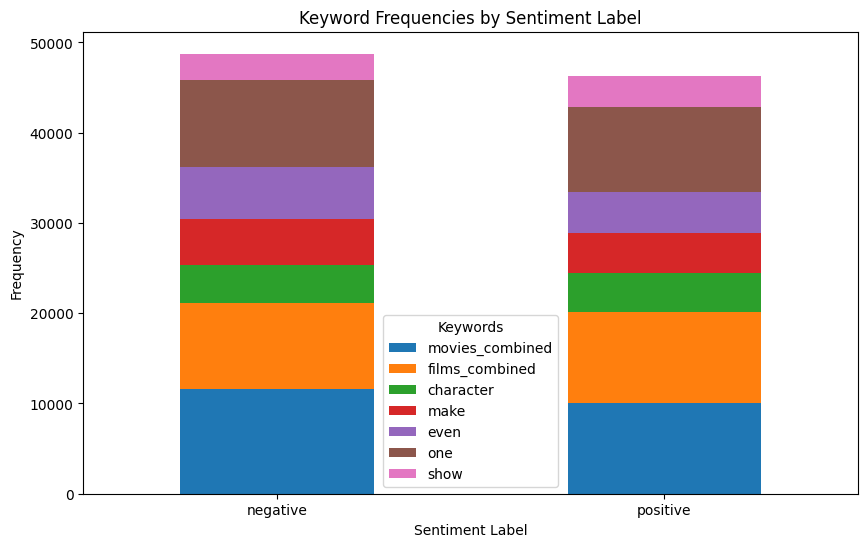 Keyword Frequencies by Sentiment Label
50000
40000
30000
20000
10000
0
Frequency
Keywords
movies_combined
films_combined
character
make
even
one
show
negative
positive
Sentiment Label